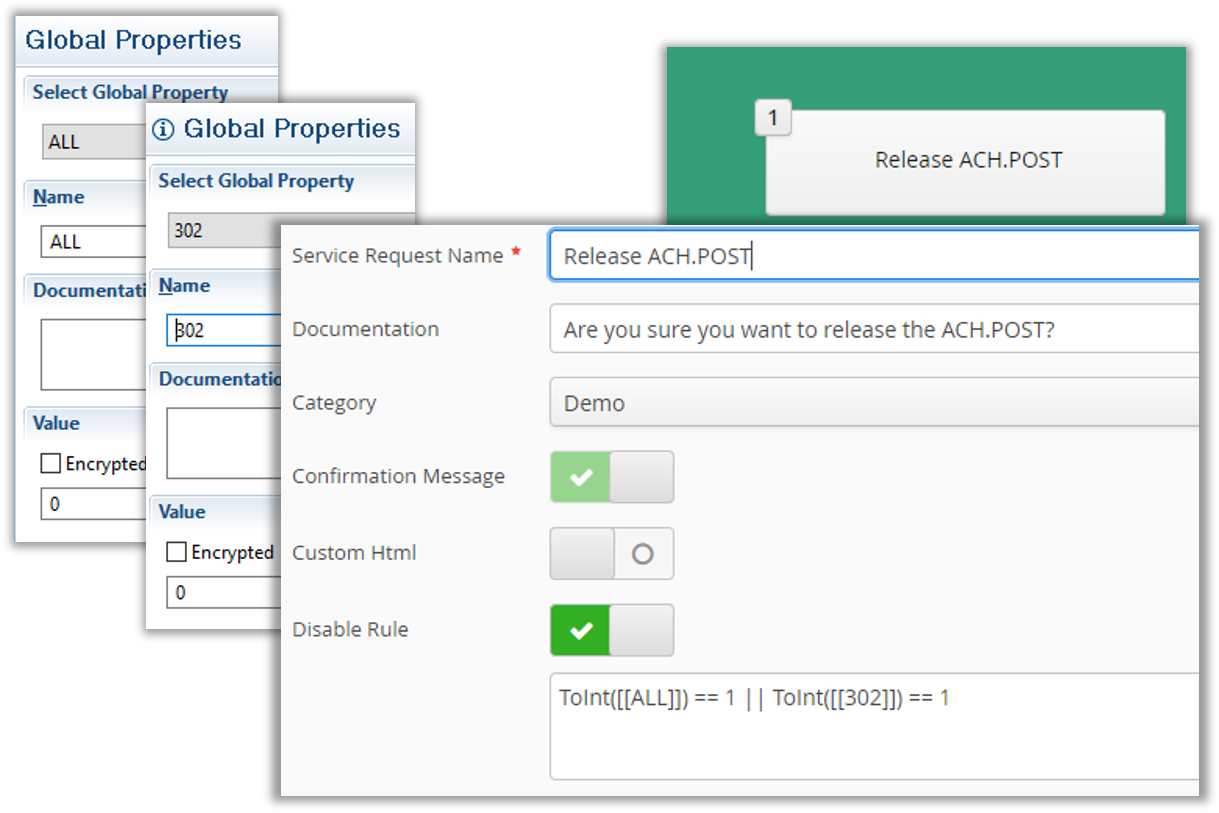 Global Properties
Select Global Property
ALL
Name
ALL
Documentati
Value
Encrypted
0
Global Properties
Select Global Property
302
Name
302
Documentatio
Value
Encrypted
0
1
Release ACH.POST
Service Request Name *
Release ACH.POST
Documentation
Are you sure you want to release the ACH.POST?
Category
Demo
Confirmation Message
Custom Html
Disable Rule
ToInt([[ALL]]) == 1 || ToInt([[302]]) == 1